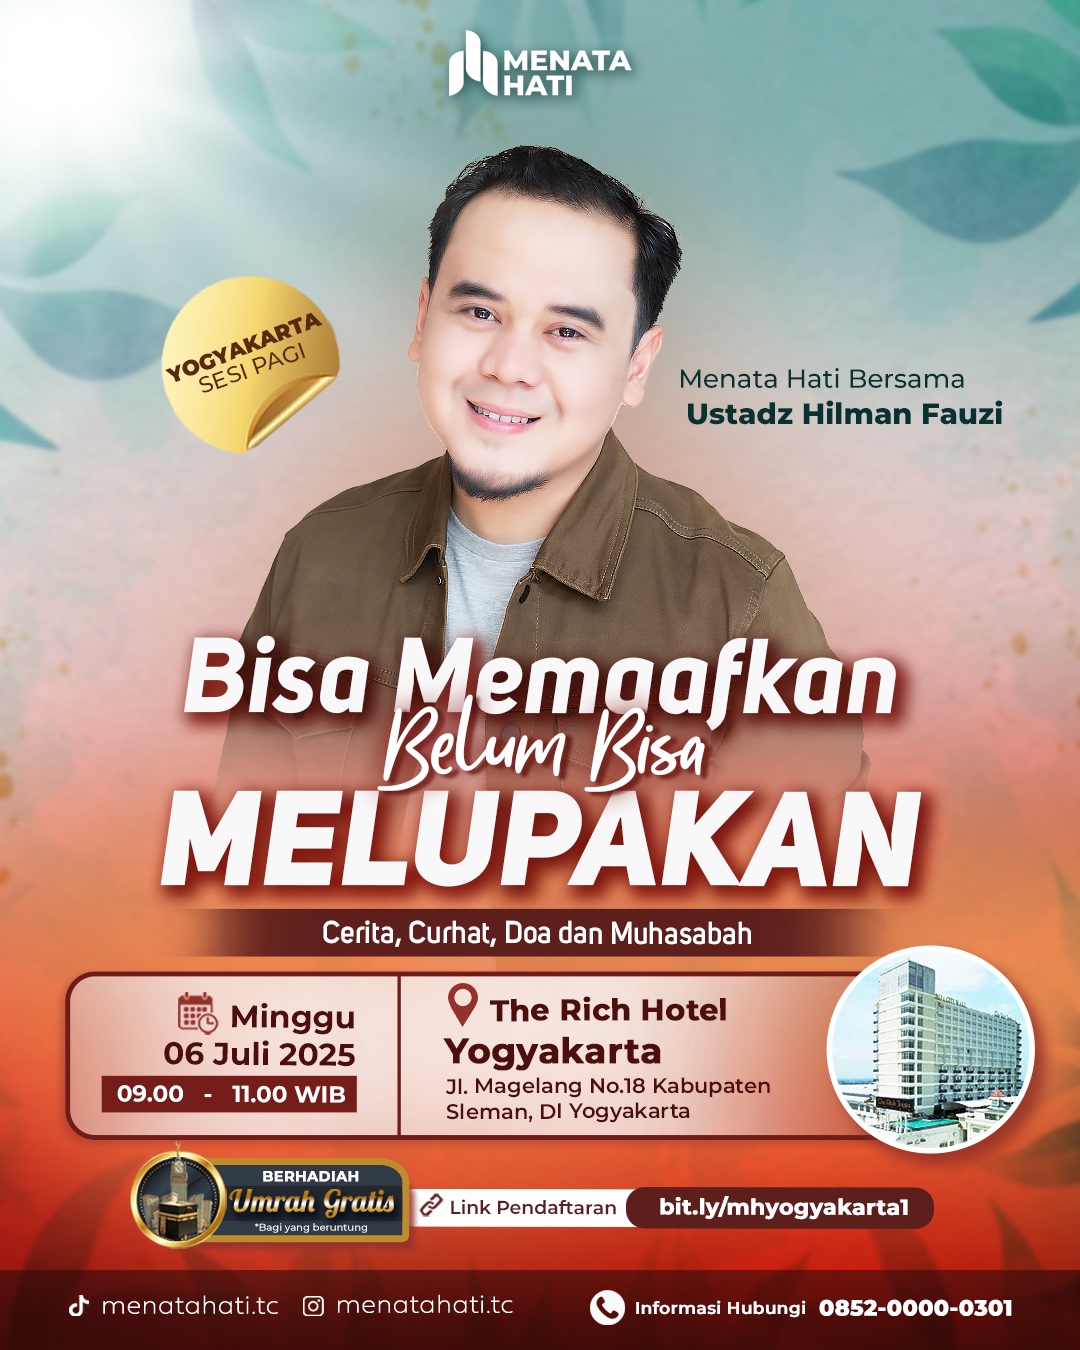 MENATA
HATI
YOGYAKARTA
SESI PAGI
Menata Hati Bersama
Ustadz Hilman Fauzi
Bisa Memaafkan
Belum Bisa
MELUPAKAN
Cerita, Curhat, Doa dan Muhasabah
Minggu
06 Juli 2025
09.00 - 11.00 WIB
The Rich Hotel
Yogyakarta
Jl. Magelang No.18 Kabupaten
Sleman, DI Yogyakarta
BERHADIAH
Umrah Gratis
*Bagi yang beruntung
Link Pendaftaran
bit.ly/mhyogyakarta1
menatahati.tc
menatahati.tc
Informasi Hubungi 0852-0000-0301